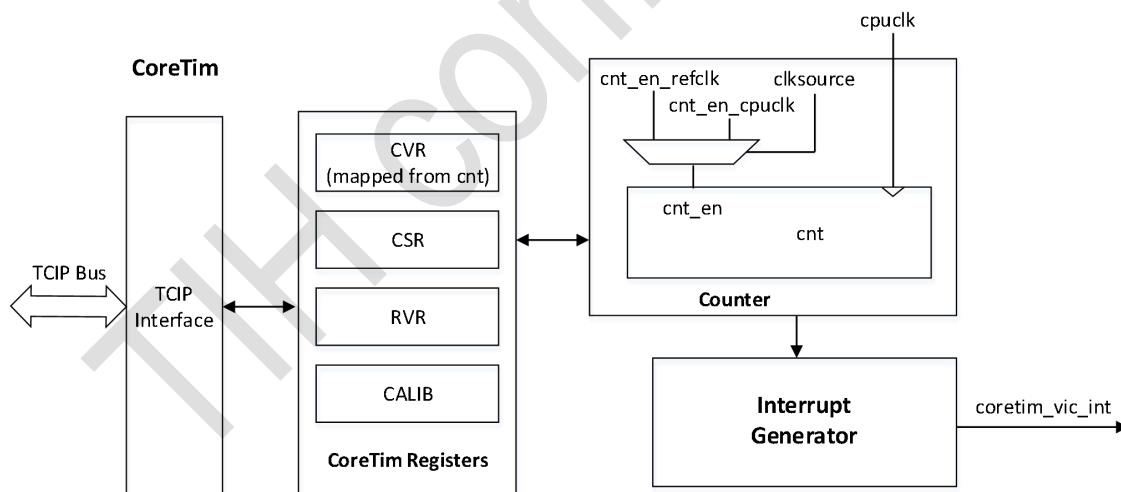 cpuclk
CoreTim
cnt_en_refclk
clksource
cnt_en_cpuclk
CVR
(mapped from cnt)
cnt_en
CSR
cnt
TCIP Bus
TCIP
Interface
RVR
Counter
CALIB
Interrupt
Generator
coretim_vic_int
CoreTim Registers